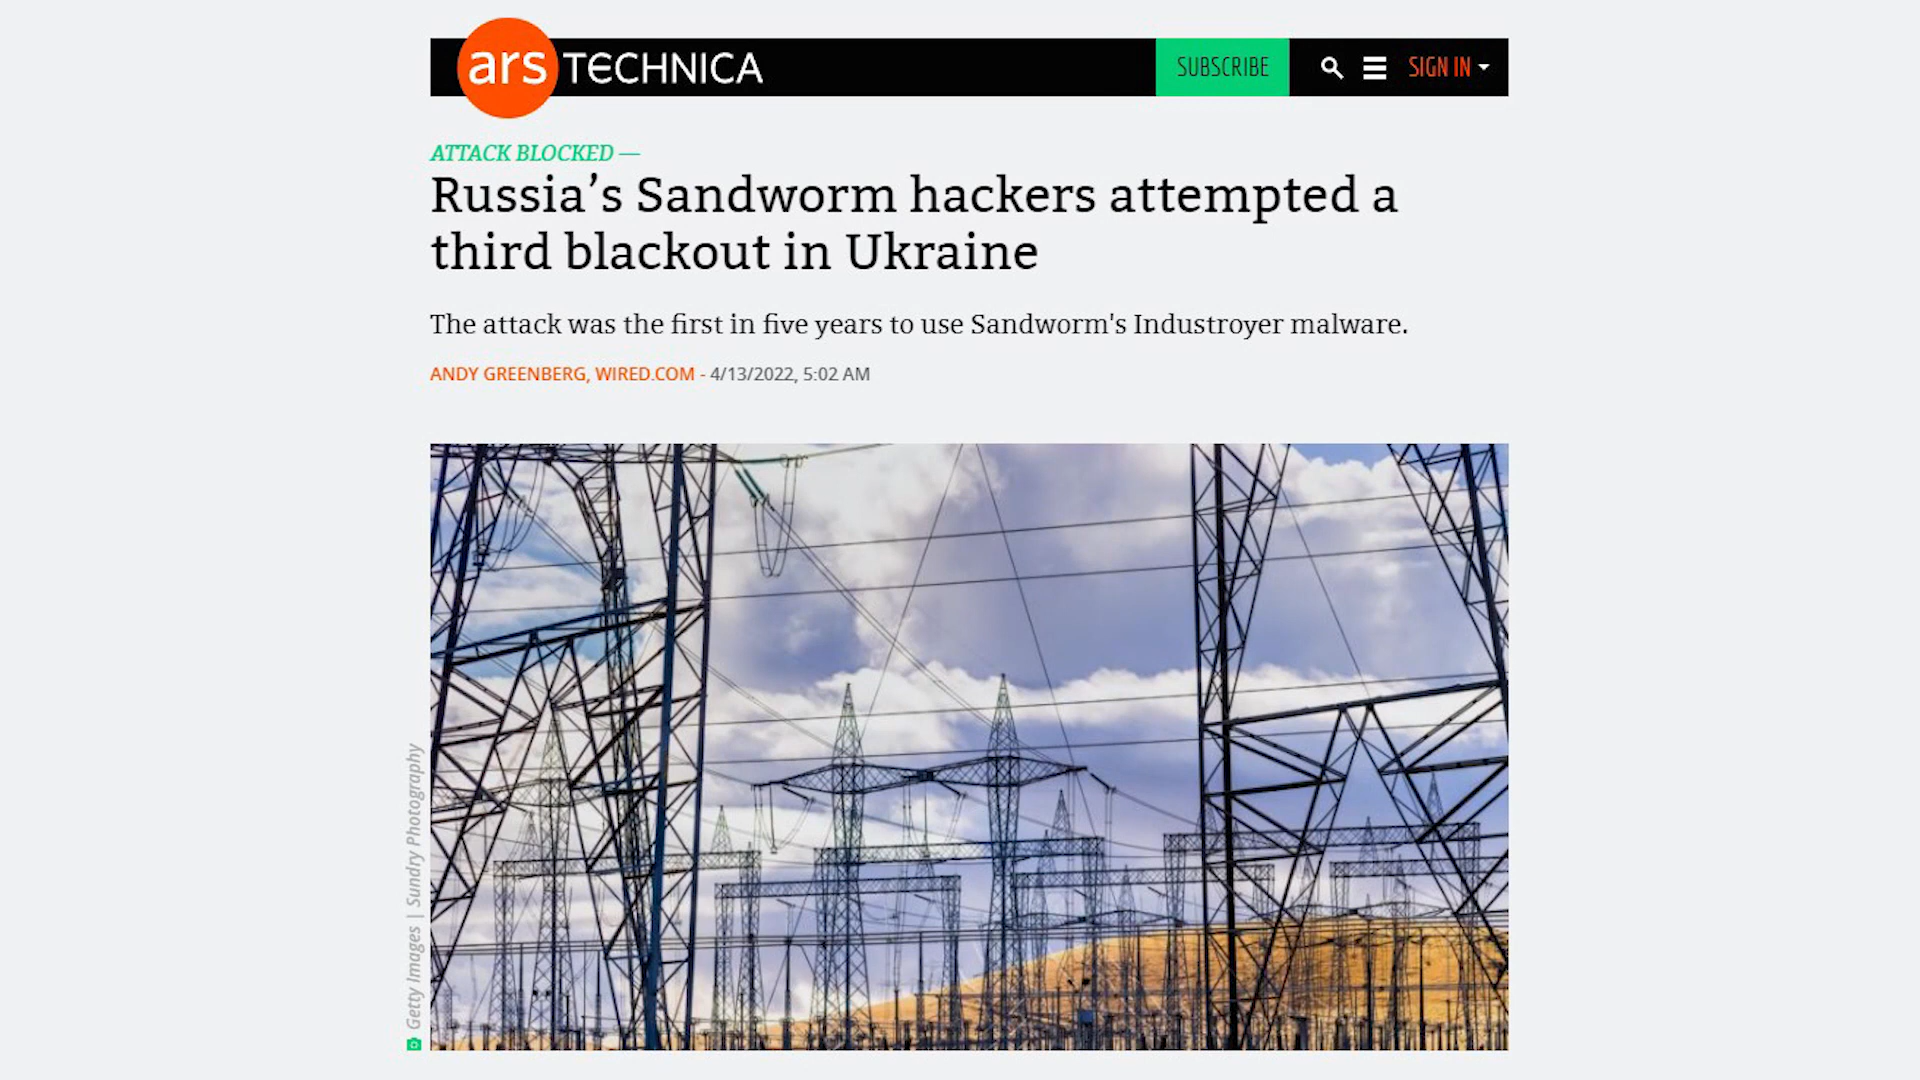 ars TECHNICA
SUBSCRIBE
SIGN IN
ATTACK BLOCKED —
Russia’s Sandworm hackers attempted a
third blackout in Ukraine
The attack was the first in five years to use Sandworm's Industroyer malware.
ANDY GREENBERG, WIRED.COM - 4/13/2022, 5:02 AM
Getty Images | Sundry Photography